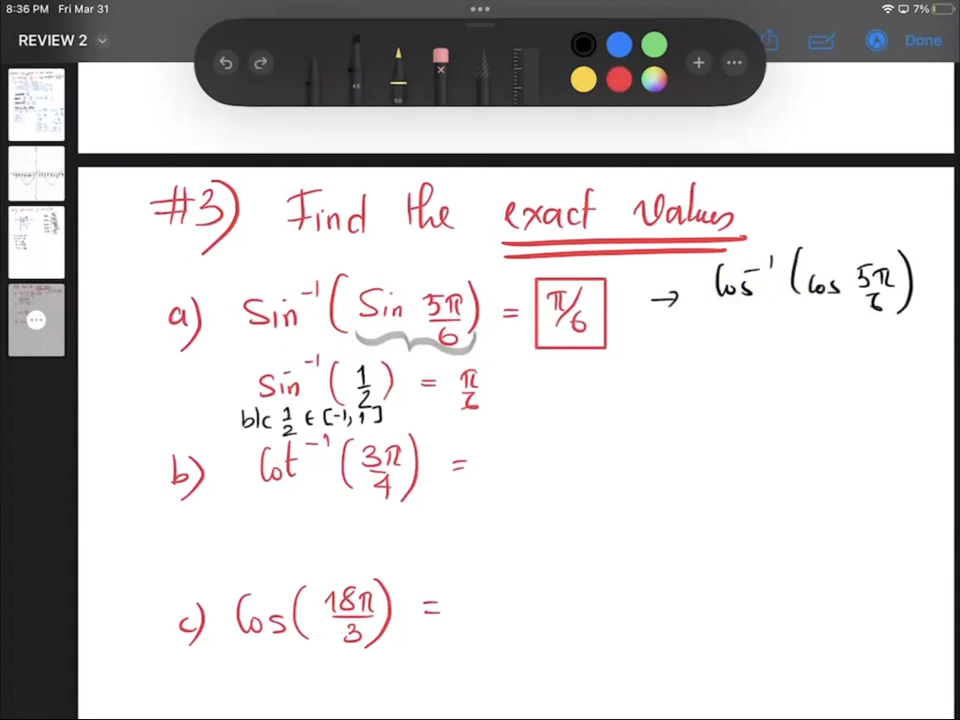 8:36 PM Fri Mar 31
7%
REVIEW 2
Done
#3) Find the exact values
a) Sin⁻¹ (Sin 5π/6) = π/6 → Cos⁻¹ (Cos 5π/6)
sin⁻¹ (1/2) = π/6
b/c 1/2 ∈ [-1, 1]
b) Cot⁻¹ (3π/4) =
c) Cos (18π/3) =